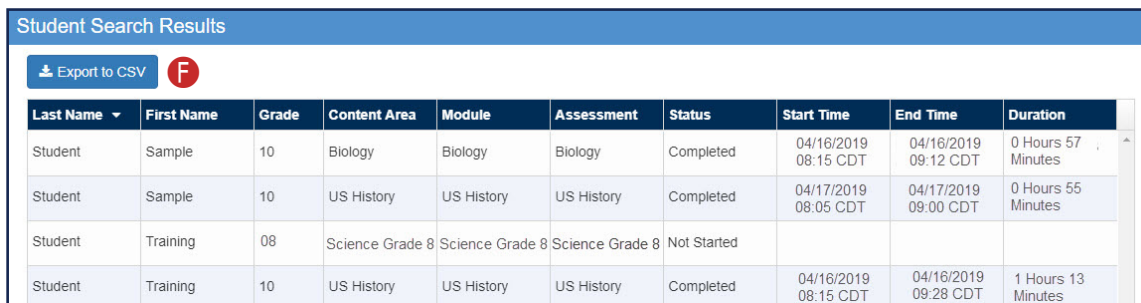 Student Search Results
Export to CSV F
Last Name First Name Grade Content Area Module Assessment Status Start Time End Time Duration
Student Sample 10 Biology Biology Biology Completed 04/16/2019 08:15 CDT 04/16/2019 09:12 CDT 0 Hours 57 Minutes
Student Sample 10 US History US History US History Completed 04/17/2019 08:05 CDT 04/17/2019 09:00 CDT 0 Hours 55 Minutes
Student Training 08 Science Grade 8 Science Grade 8 Science Grade 8 Not Started
Student Training 10 US History US History US History Completed 04/16/2019 08:15 CDT 04/16/2019 09:28 CDT 1 Hours 13 Minutes